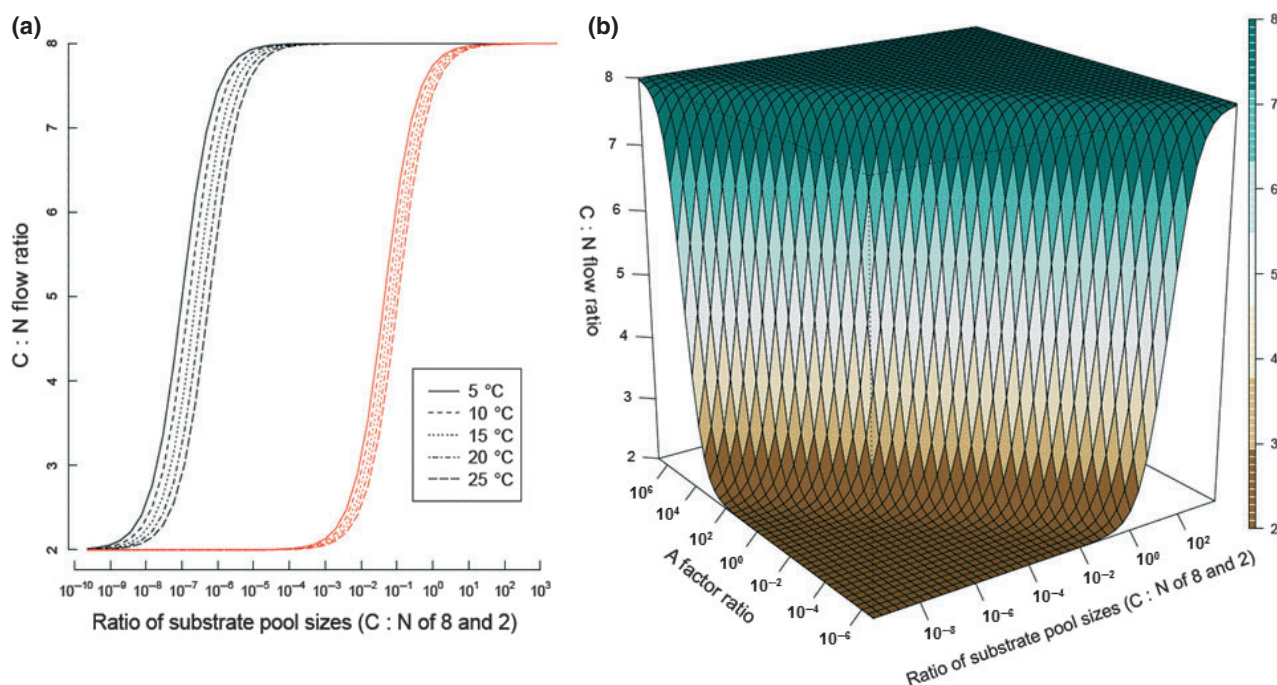 (a)
8
7
6
5
4
3
2
C : N flow ratio
5 °C
10 °C
15 °C
20 °C
25 °C
10⁻¹⁰ 10⁻⁹ 10⁻⁸ 10⁻⁷ 10⁻⁶ 10⁻⁵ 10⁻⁴ 10⁻³ 10⁻² 10⁻¹ 10⁰ 10¹ 10² 10³
Ratio of substrate pool sizes (C : N of 8 and 2)
(b)
8
7
6
5
4
3
2
C : N flow ratio
10⁶
10⁴
10²
10⁰
10⁻²
10⁻⁴
10⁻⁶
A factor ratio
10⁻⁸
10⁻⁶
10⁻⁴
10⁻²
10⁰
10²
Ratio of substrate pool sizes (C : N of 8 and 2)
8
7
6
5
4
3
2